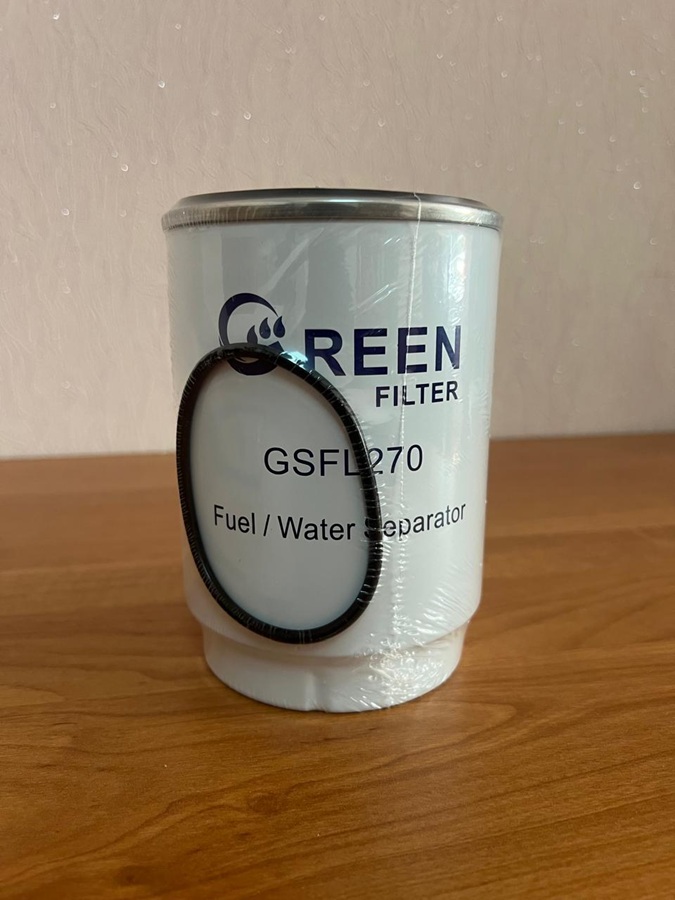 GREEN
FILTER
GSFL270
Fuel / Water Separator